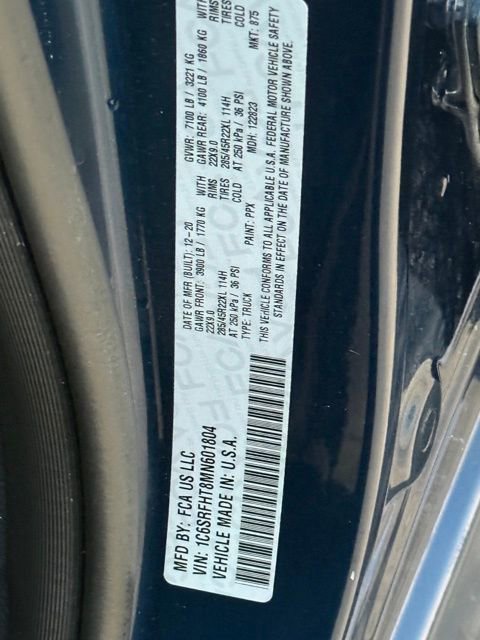 MFD BY: FCA US LLC
DATE OF MFR (BUILT): 12-20 GVWR: 7100 LB / 3221 KG
GAWR FRONT: 3900 LB / 1770 KG WITH GAWR REAR: 4100 LB / 1860 KG WITH
22X9.0 RIMS 22X9.0 RIMS
285/45R22XL 114H TIRES 285/45R22XL 114H TIRES
AT 250 kPa / 36 PSI COLD AT 250 kPa / 36 PSI COLD
VIN: 1C6SRFHT8MN601804
TYPE: TRUCK PAINT: PPX MDH: 122823 MKT: 875
VEHICLE MADE IN: U.S.A.
THIS VEHICLE CONFORMS TO ALL APPLICABLE U.S.A. FEDERAL MOTOR VEHICLE SAFETY
STANDARDS IN EFFECT ON THE DATE OF MANUFACTURE SHOWN ABOVE.